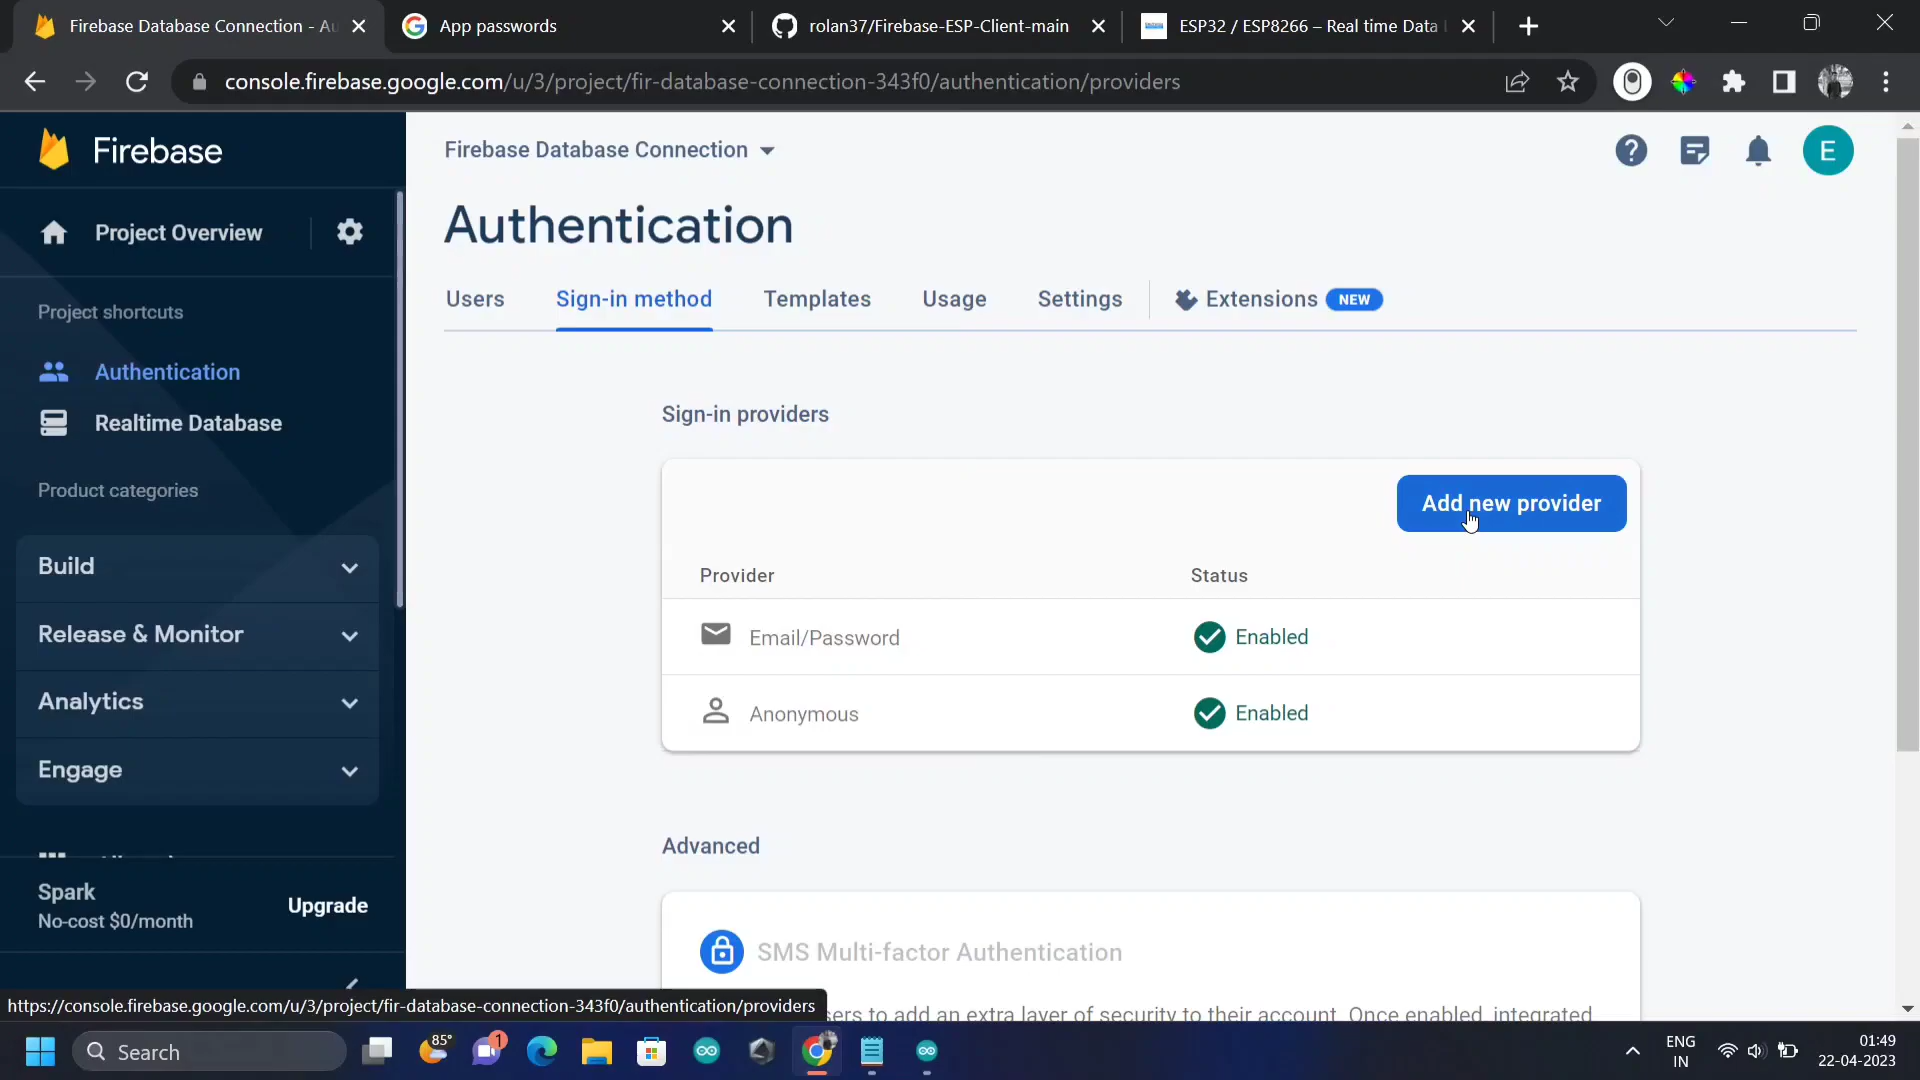 Firebase Database Connection - Au
App passwords
rolan37/Firebase-ESP-Client-main
ESP32 / ESP8266 – Real time Data
console.firebase.google.com/u/3/project/fir-database-connection-343f0/authentication/providers
Firebase
Firebase Database Connection
E
Project Overview
Authentication
Users
Sign-in method
Templates
Usage
Settings
Extensions
NEW
Project shortcuts
Authentication
Realtime Database
Product categories
Build
Release & Monitor
Analytics
Engage
Spark
No-cost $0/month
Upgrade
Sign-in providers
Add new provider
Provider
Status
Email/Password
Enabled
Anonymous
Enabled
Advanced
SMS Multi-factor Authentication
to add an extra layer of security to their account. Once enabled, integrated
https://console.firebase.google.com/u/3/project/fir-database-connection-343f0/authentication/providers
Search
85°
1
ENG
IN
01:49
22-04-2023